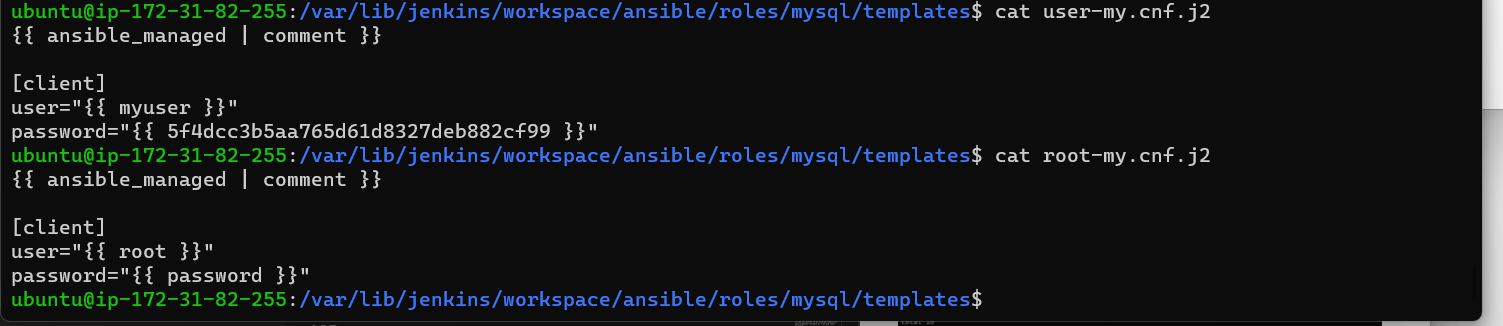 ubuntu@ip-172-31-82-255:/var/lib/jenkins/workspace/ansible/roles/mysql/templates$ cat user-my.cnf.j2
{{ ansible_managed | comment }}
[client]
user="{{ myuser }}"
password="{{ 5f4dcc3b5aa765d61d8327deb882cf99 }}"
ubuntu@ip-172-31-82-255:/var/lib/jenkins/workspace/ansible/roles/mysql/templates$ cat root-my.cnf.j2
{{ ansible_managed | comment }}
[client]
user="{{ root }}"
password="{{ password }}"
ubuntu@ip-172-31-82-255:/var/lib/jenkins/workspace/ansible/roles/mysql/templates$